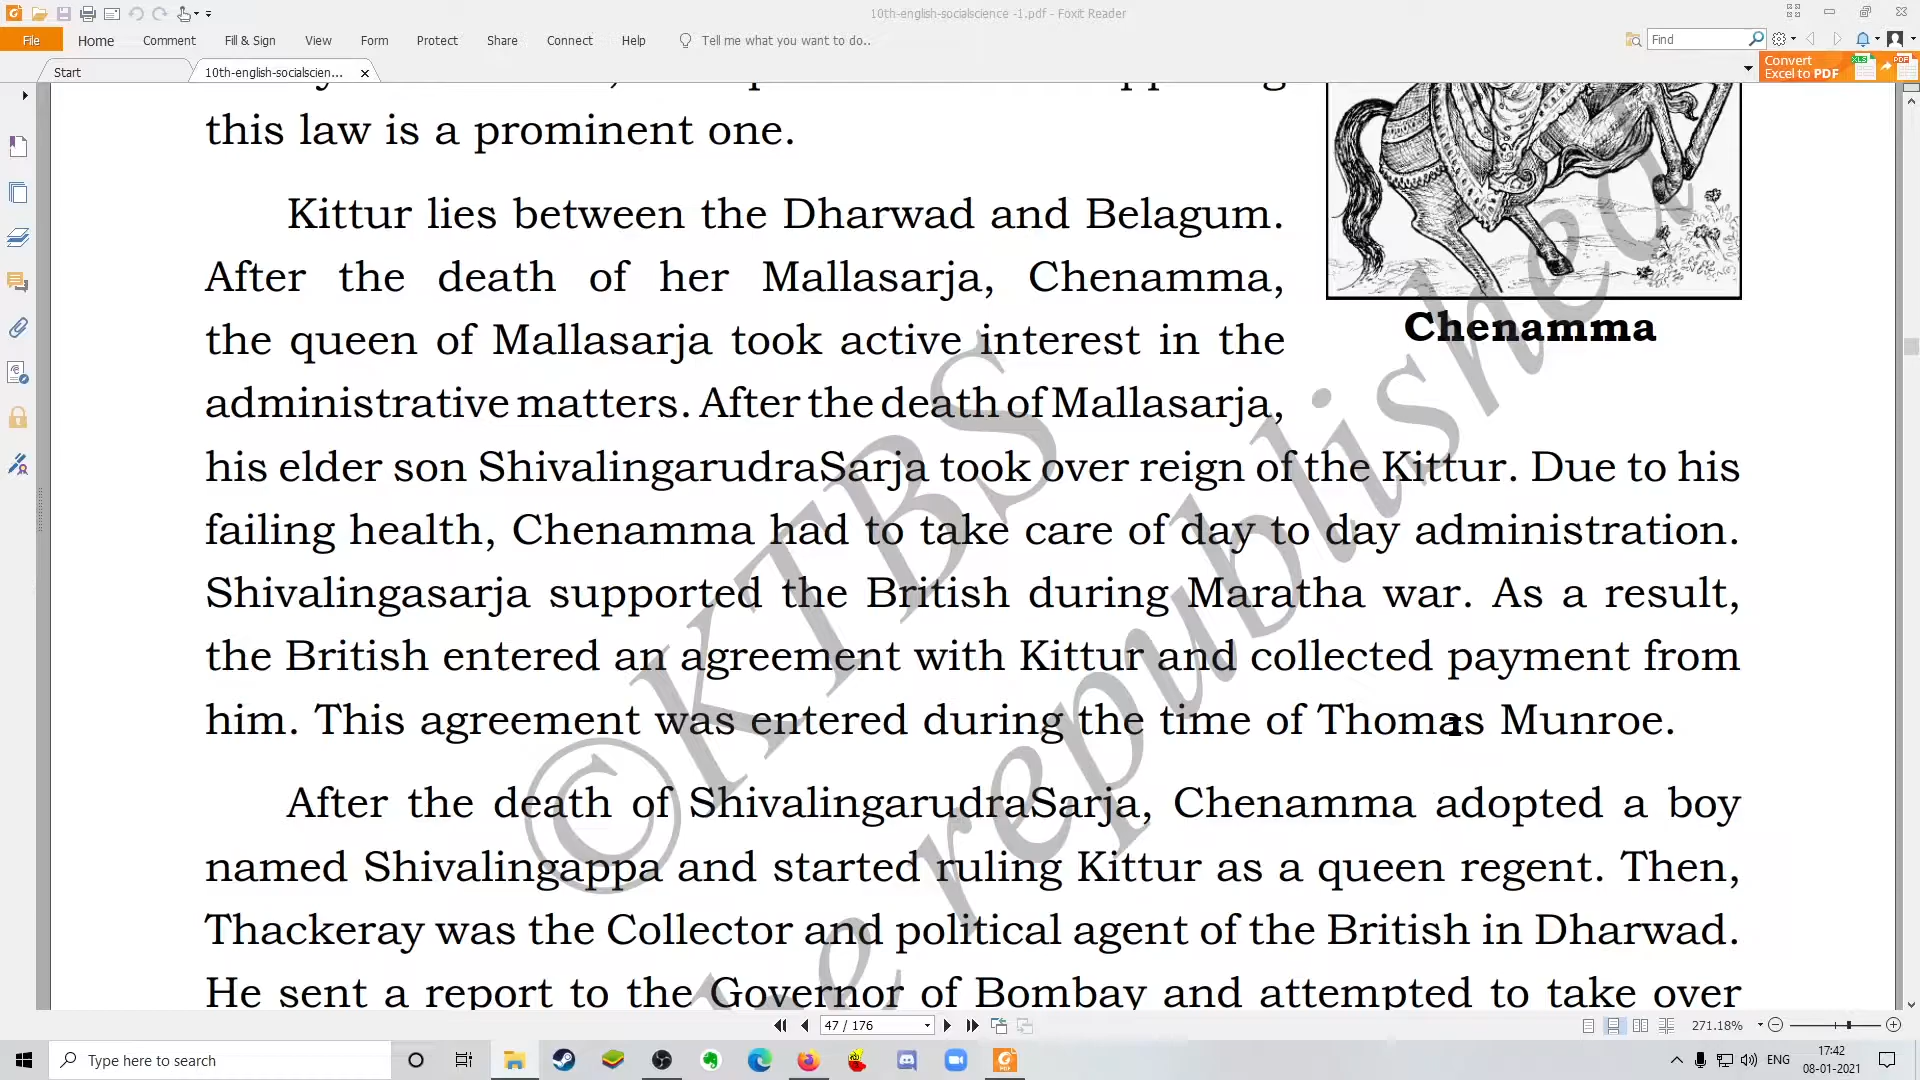 10th-english-socialscience -1.pdf - Foxit Reader
File Home Comment Fill & Sign View Form Protect Share Connect Help Tell me what you want to do..
Find
Start
10th-english-socialscien...
Convert
Excel to PDF
this law is a prominent one.
Kittur lies between the Dharwad and Belagum.
After the death of her Mallasarja, Chenamma,
the queen of Mallasarja took active interest in the
administrative matters. After the death of Mallasarja,
his elder son ShivalingarudraSarja took over reign of the Kittur. Due to his
failing health, Chenamma had to take care of day to day administration.
Shivalingasarja supported the British during Maratha war. As a result,
the British entered an agreement with Kittur and collected payment from
him. This agreement was entered during the time of Thomas Munroe.
After the death of ShivalingarudraSarja, Chenamma adopted a boy
named Shivalingappa and started ruling Kittur as a queen regent. Then,
Thackeray was the Collector and political agent of the British in Dharwad.
He sent a report to the Governor of Bombay and attempted to take over
Chenamma
©KTBS
be republished
47 / 176
271.18%
Type here to search
ENG
17:42
08-01-2021